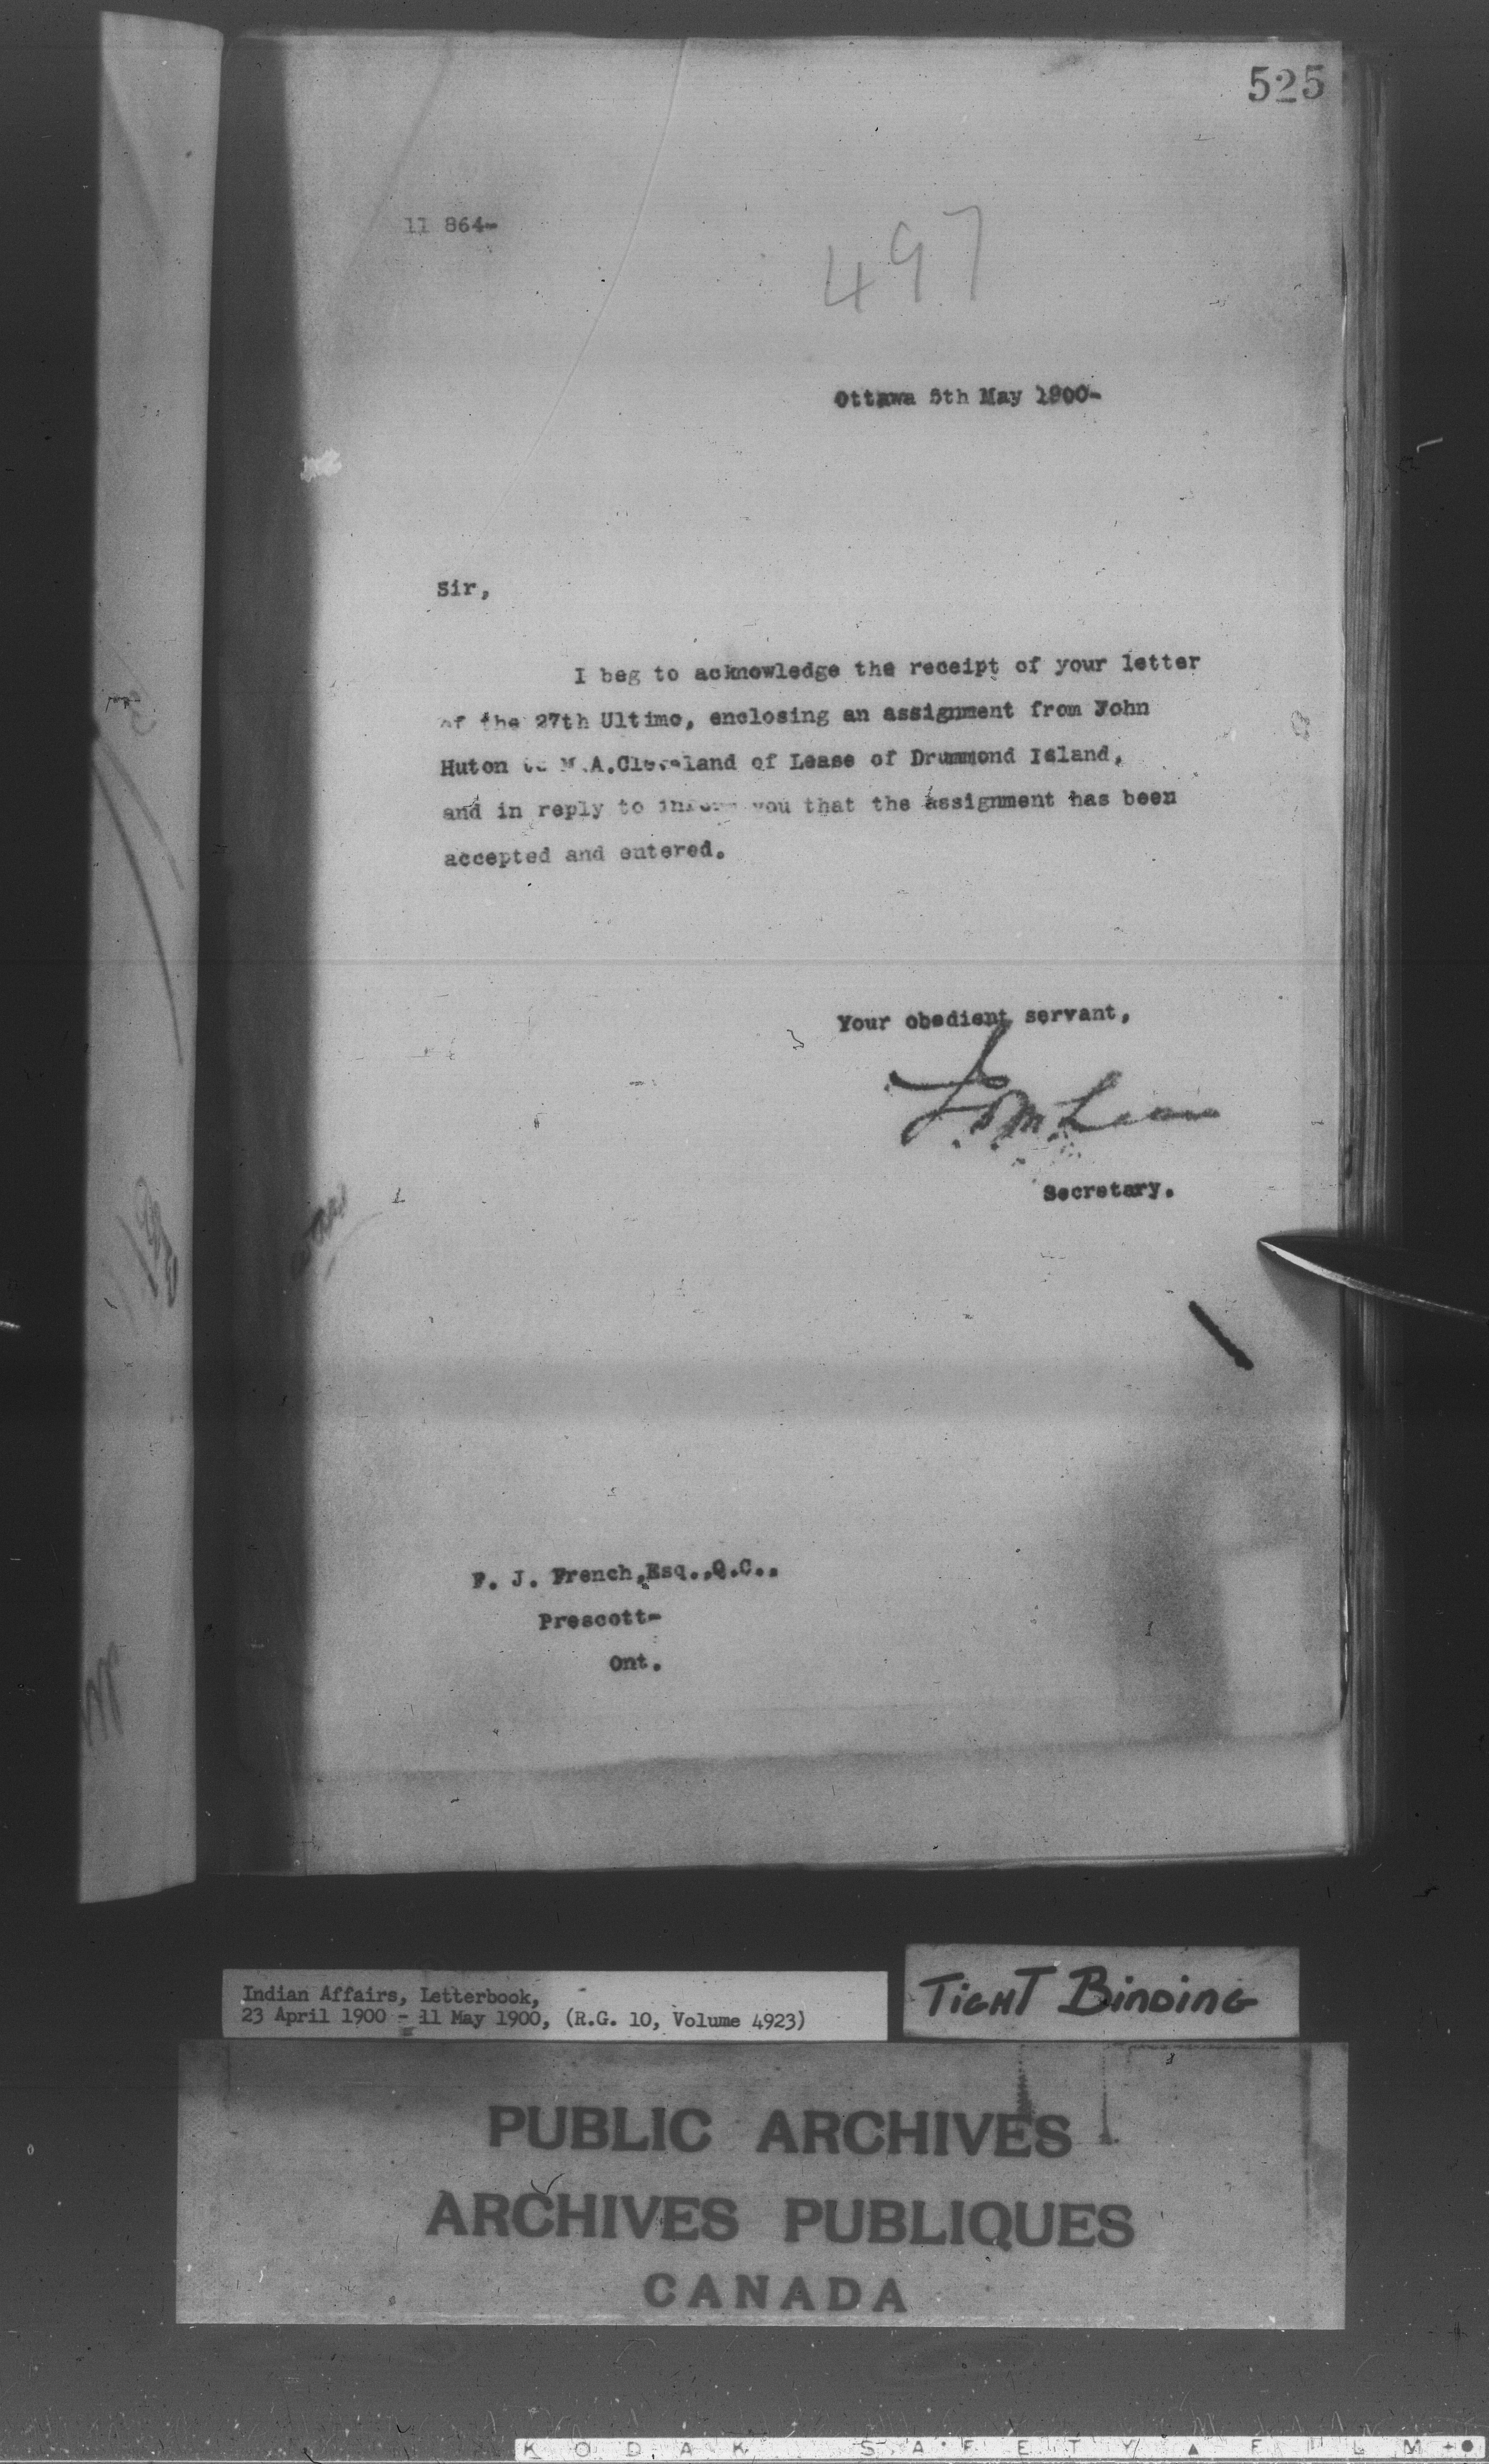 525
11 864-
497
Ottawa 5th May 1900-
Sir,
I beg to acknowledge the receipt of your letter
of the 27th Ultimo, enclosing an assignment from John
Huton to M.A.Cleveland of Lease of Drummond Island,
and in reply to inform you that the assignment has been
accepted and entered.
Your obedient servant,
J.D.McLean
Secretary.
F. J. French,Esq.,Q.C.,
Prescott-
Ont.
Indian Affairs, Letterbook,
23 April 1900 - 11 May 1900, (R.G. 10, Volume 4923)
TIGHT BINDING
PUBLIC ARCHIVES
ARCHIVES PUBLIQUES
CANADA
KODAK SAFETY ▲ FILM